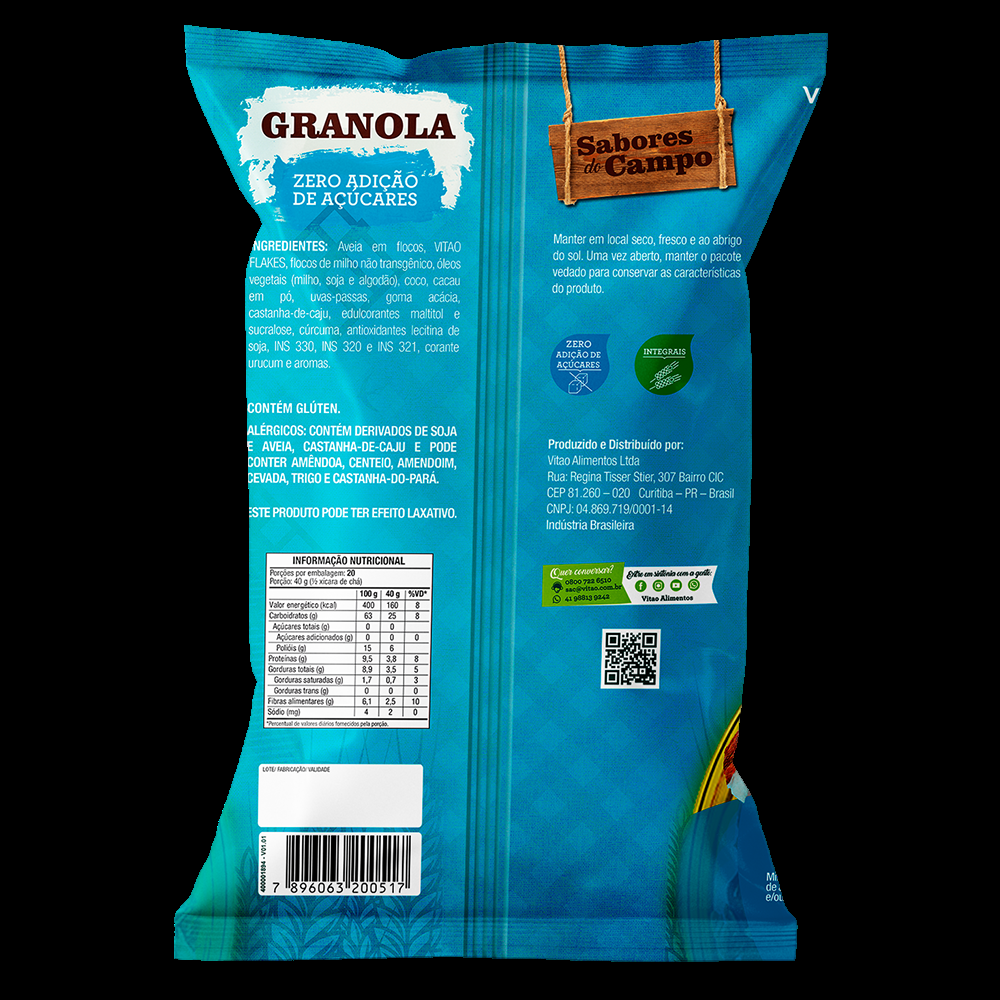 GRANOLA
ZERO ADIÇÃO
DE AÇUCARES
INGREDIENTES: Aveia em flocos, VITAO
FLAKES, flocos de milho não transgênico, óleos
vegetais (milho, soja e algodão), coco, cacau
em pó, uvas-passas, goma acácia,
castanha-de-caju, edulcorantes maltitol e
sucralose, cúrcuma, antioxidantes lecitina de
soja, INS 330, INS 320 e INS 321, corante
urucum e aromas.
CONTÉM GLÚTEN.
ALÉRGICOS: CONTÉM DERIVADOS DE SOJA
E AVEIA, CASTANHA-DE-CAJU E PODE
CONTER AMÊNDOA, CENTEIO, AMENDOIM,
CEVADA, TRIGO E CASTANHA-DO-PARÁ.
ESTE PRODUTO PODE TER EFEITO LAXATIVO.
INFORMAÇÃO NUTRICIONAL
Porções por embalagem: 20
Porção: 40 g (½ xícara de chá)
100 g 40 g %VD*
Valor energético (kcal) 400 160 8
Carboidratos (g) 63 25 8
Açúcares totais (g) 0 0
Açúcares adicionados (g) 0 0 0
Polióis (g) 15 6
Proteínas (g) 9,5 3,8 8
Gorduras totais (g) 8,9 3,5 5
Gorduras saturadas (g) 1,7 0,7 3
Gorduras trans (g) 0 0 0
Fibras alimentares (g) 6,1 2,5 10
Sódio (mg) 4 2 0
*Percentual de valores diários fornecidos pela porção.
LOTE/ FABRICAÇÃO/ VALIDADE
400001894 - V01.01
7 896063 200517
V
Sabores
do Campo
Manter em local seco, fresco e ao abrigo
do sol. Uma vez aberto, manter o pacote
vedado para conservar as características
do produto.
ZERO
ADIÇÃO DE
AÇÚCARES
INTEGRAIS
Produzido e Distribuído por:
Vitao Alimentos Ltda
Rua: Regina Tisser Stier, 307 Bairro CIC
CEP 81.260 – 020 Curitiba – PR – Brasil
CNPJ: 04.869.719/0001-14
Indústria Brasileira
Quer conversar?
0800 722 6510
sac@vitao.com.br
41 98813 9242
Entre em sintonia com a gente:
Vitao Alimentos